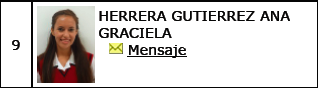 9
HERRERA GUTIERREZ ANA
GRACIELA
Mensaje